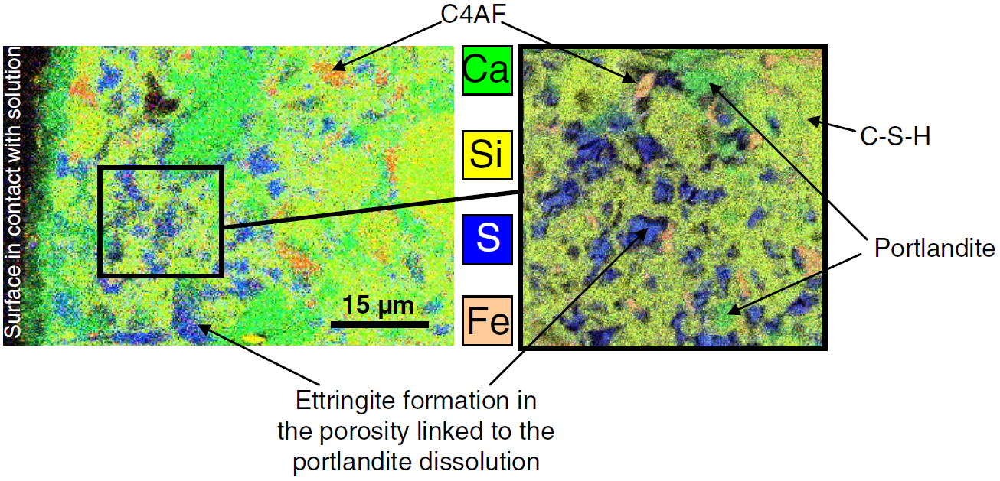 C4AF
Surface in contact with solution
Ca
Si
S
Fe
15 µm
C-S-H
Portlandite
Ettringite formation in
the porosity linked to the
portlandite dissolution